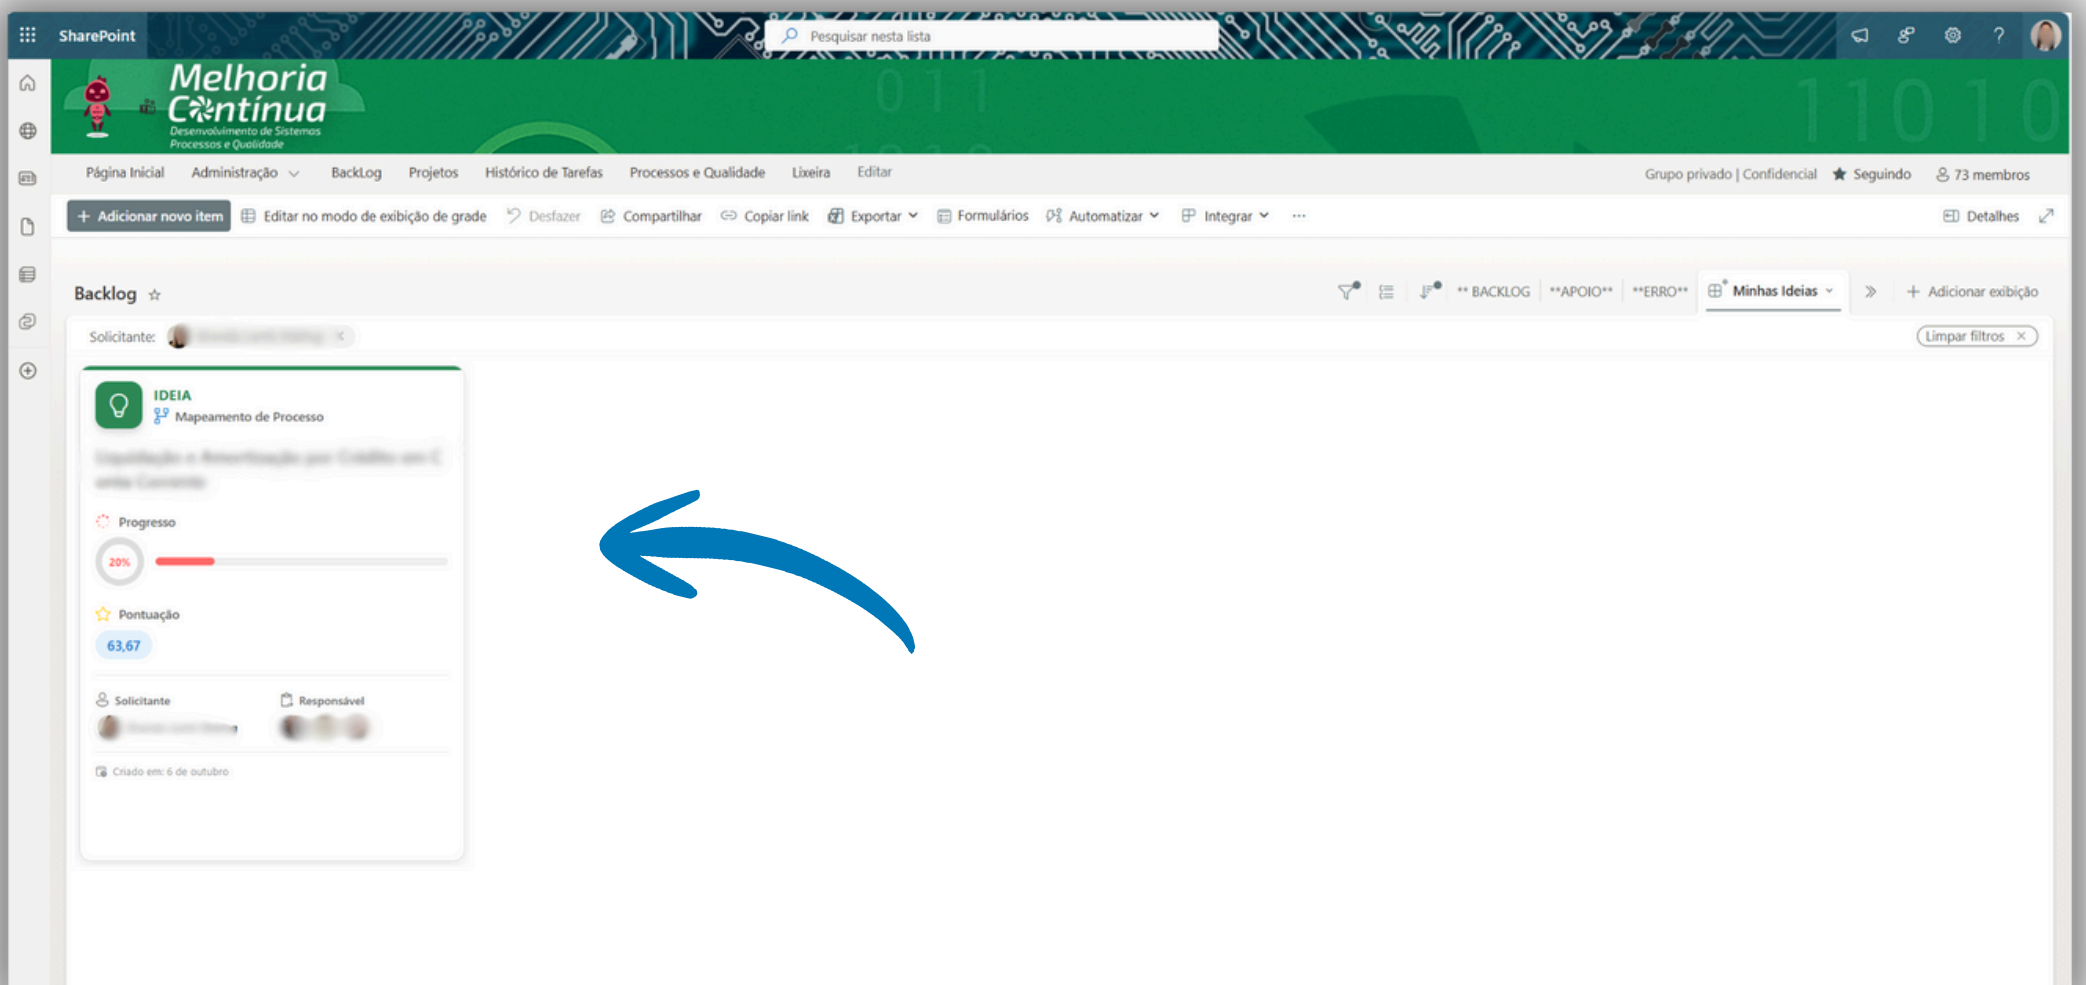 SharePoint
Pesquisar nesta lista
Melhoria
Contínua
Desenvolvimento de Sistemas
Processos e Qualidade
011
1010
11010
Página Inicial Administração BackLog Projetos Histórico de Tarefas Processos e Qualidade Lixeira Editar
Grupo privado | Confidencial Seguindo 73 membros
+ Adicionar novo item Editar no modo de exibição de grade Desfazer Compartilhar Copiar link Exportar Formulários Automatizar Integrar ... Detalhes
Backlog
** BACKLOG **APOIO** **ERRO** Minhas Ideias + Adicionar exibição
Solicitante:
Limpar filtros ×
IDEIA
Mapeamento de Processo
Progresso
20%
Pontuação
63,67
Solicitante Responsável
Criado em: 6 de outubro